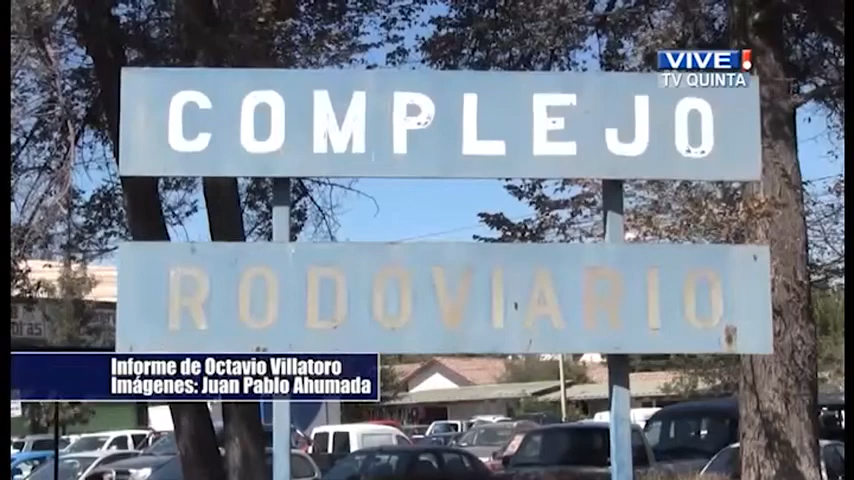 VIVE!
TV QUINTA
COMPLEJO
RODOVIARIO
Informe de Octavio Villatoro
Imágenes: Juan Pablo Ahumada